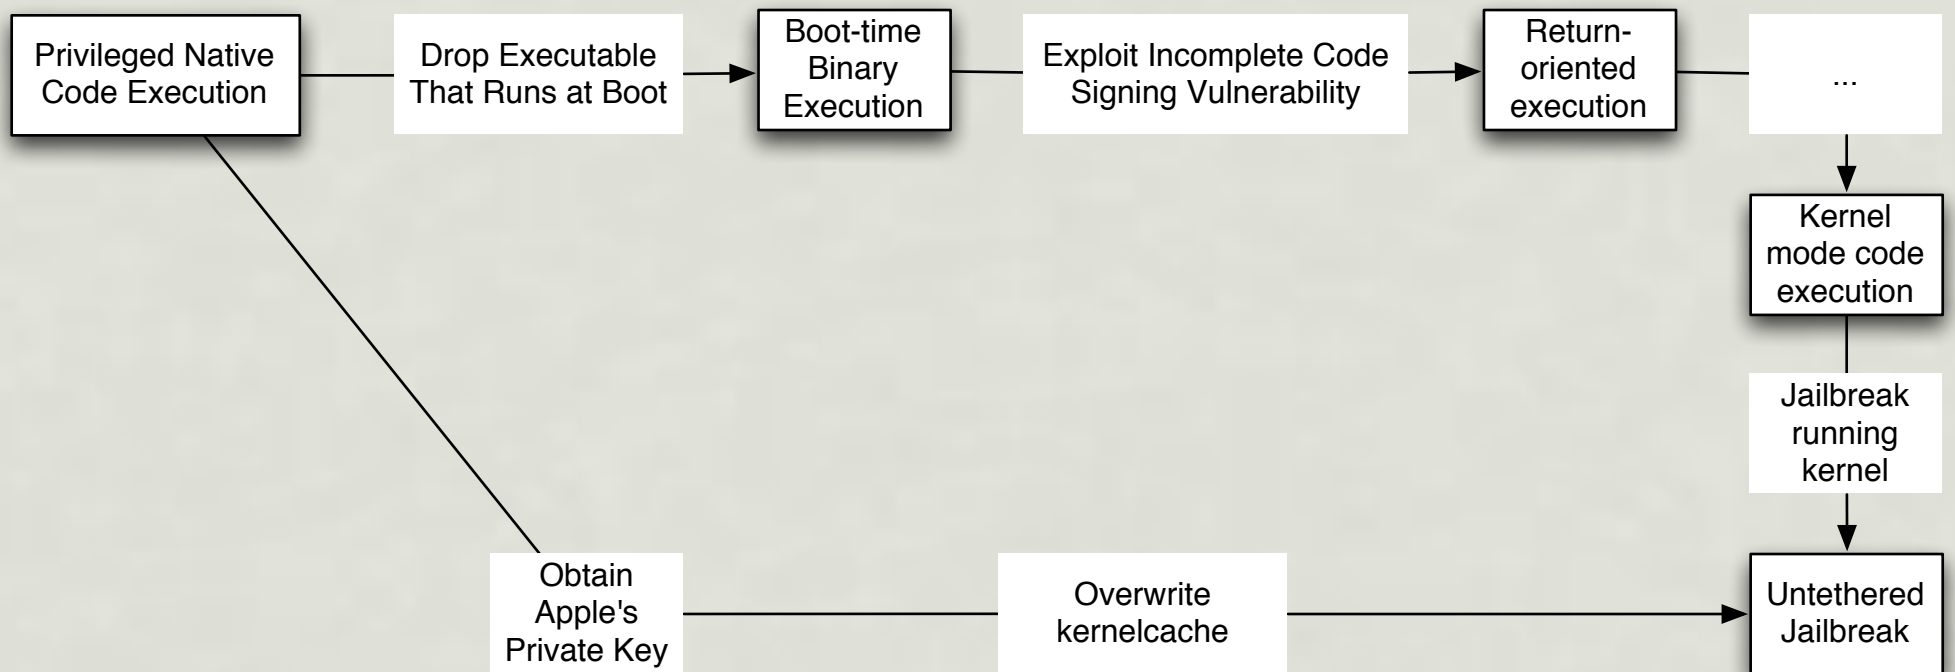 Privileged Native
Code Execution
Drop Executable
That Runs at Boot
Boot-time
Binary
Execution
Exploit Incomplete Code
Signing Vulnerability
Return-
oriented
execution
...
Kernel
mode code
execution
Jailbreak
running
kernel
Obtain
Apple's
Private Key
Overwrite
kernelcache
Untethered
Jailbreak